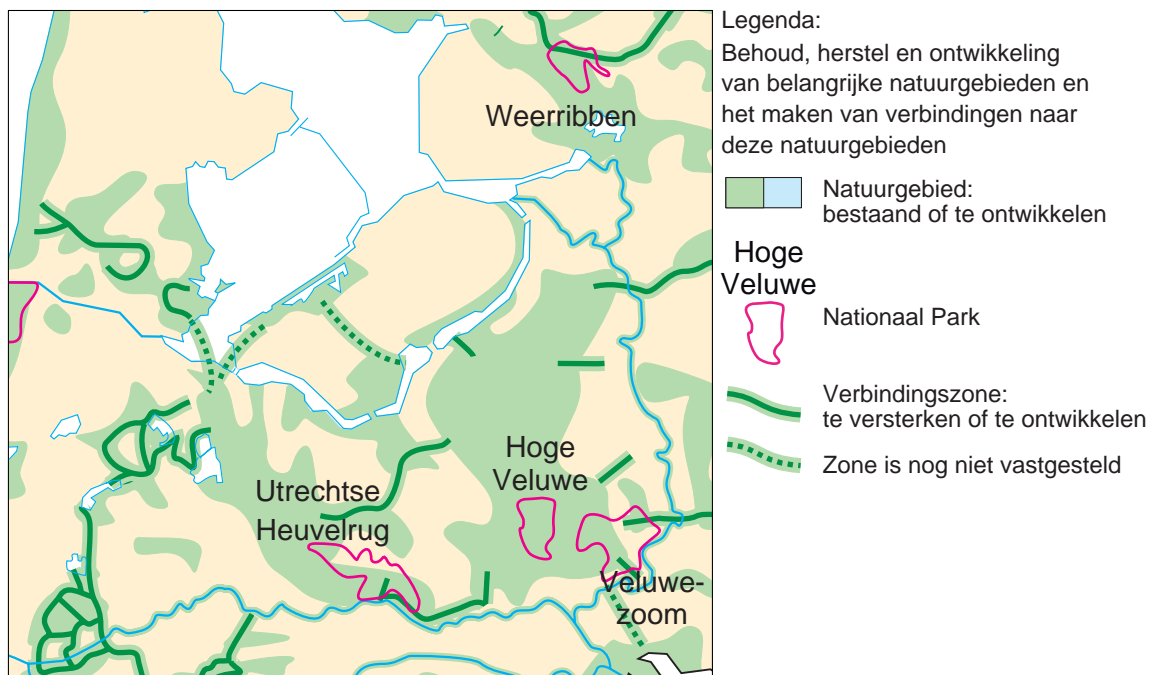 Weerribben
Utrechtse
Heuvelrug
Hoge
Veluwe
Veluwe-
zoom
Legenda:
Behoud, herstel en ontwikkeling
van belangrijke natuurgebieden en
het maken van verbindingen naar
deze natuurgebieden
Natuurgebied:
bestaand of te ontwikkelen
Hoge
Veluwe
Nationaal Park
Verbindingszone:
te versterken of te ontwikkelen
Zone is nog niet vastgesteld